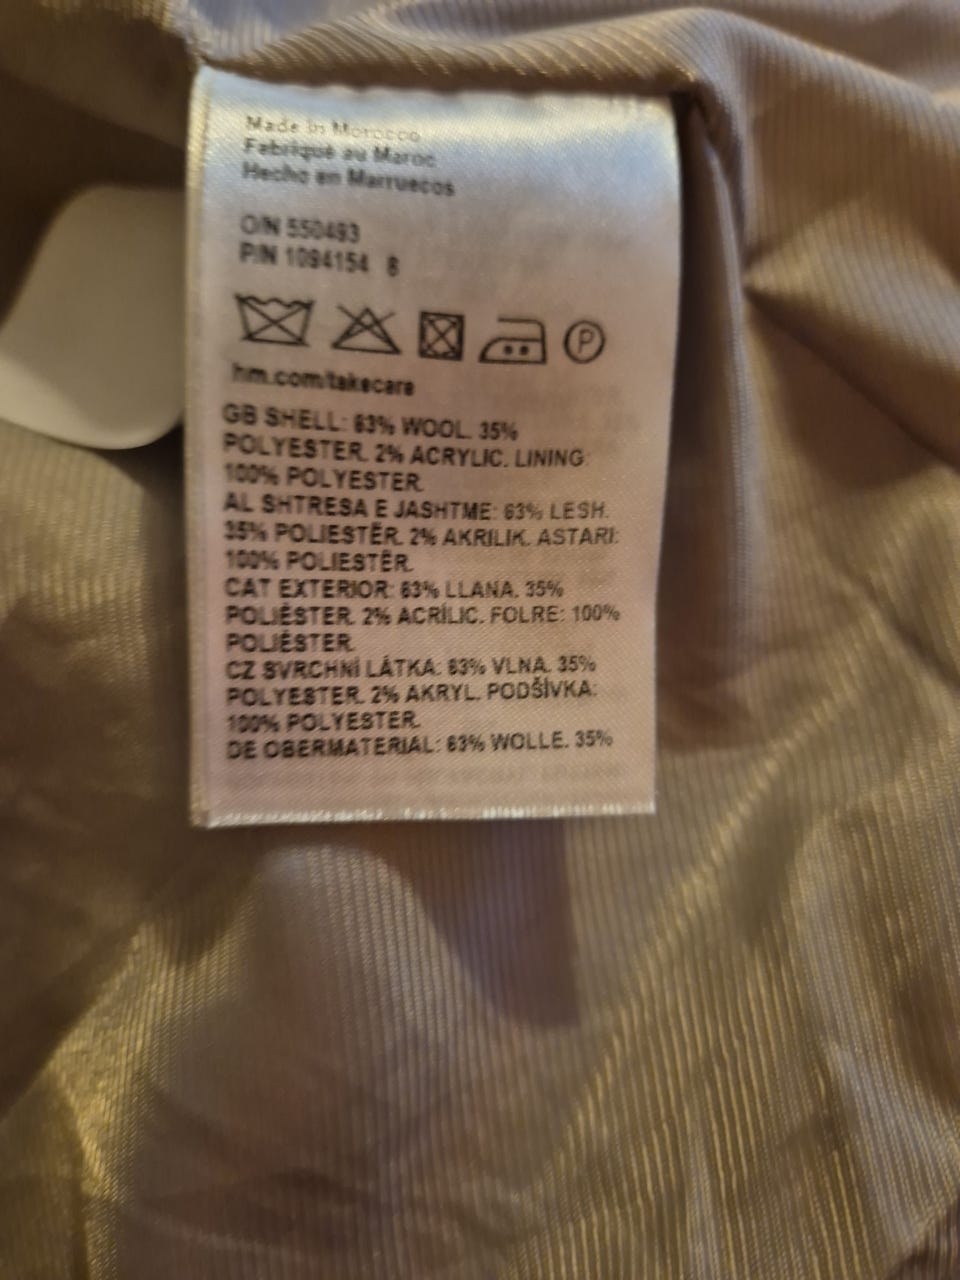 Made in Morocco
Fabriqué au Maroc
Hecho en Marruecos
O/N 550493
P/N 1094154 8
P
hm.com/takecare
GB SHELL: 63% WOOL. 35%
POLYESTER. 2% ACRYLIC. LINING:
100% POLYESTER.
AL SHTRESA E JASHTME: 63% LESH.
35% POLIESTËR. 2% AKRILIK. ASTARI:
100% POLIESTËR.
CAT EXTERIOR: 63% LLANA. 35%
POLIÈSTER. 2% ACRÍLIC. FOLRE: 100%
POLIÈSTER.
CZ SVRCHNÍ LÁTKA: 63% VLNA. 35%
POLYESTER. 2% AKRYL. PODŠÍVKA:
100% POLYESTER.
DE OBERMATERIAL: 63% WOLLE. 35%